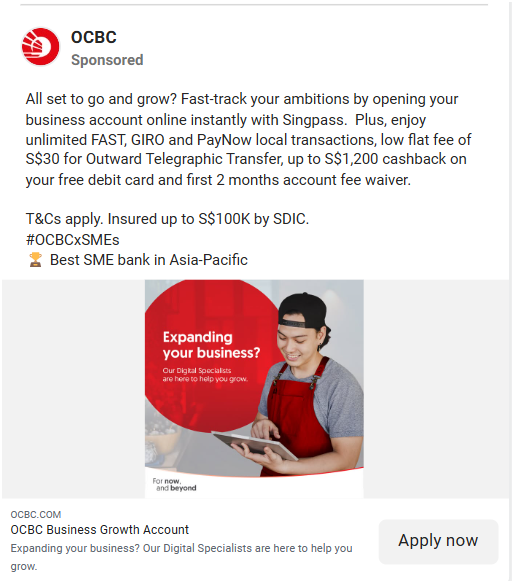 OCBC
Sponsored
All set to go and grow? Fast-track your ambitions by opening your
business account online instantly with Singpass.  Plus, enjoy
unlimited FAST, GIRO and PayNow local transactions, low flat fee of
S$30 for Outward Telegraphic Transfer, up to S$1,200 cashback on
your free debit card and first 2 months account fee waiver.
T&Cs apply. Insured up to S$100K by SDIC.
#OCBCxSMEs
🏆 Best SME bank in Asia-Pacific
Expanding
your business?
Our Digital Specialists
are here to help you grow.
For now,
and beyond
OCBC.COM
OCBC Business Growth Account
Expanding your business? Our Digital Specialists are here to help you
grow.
Apply now